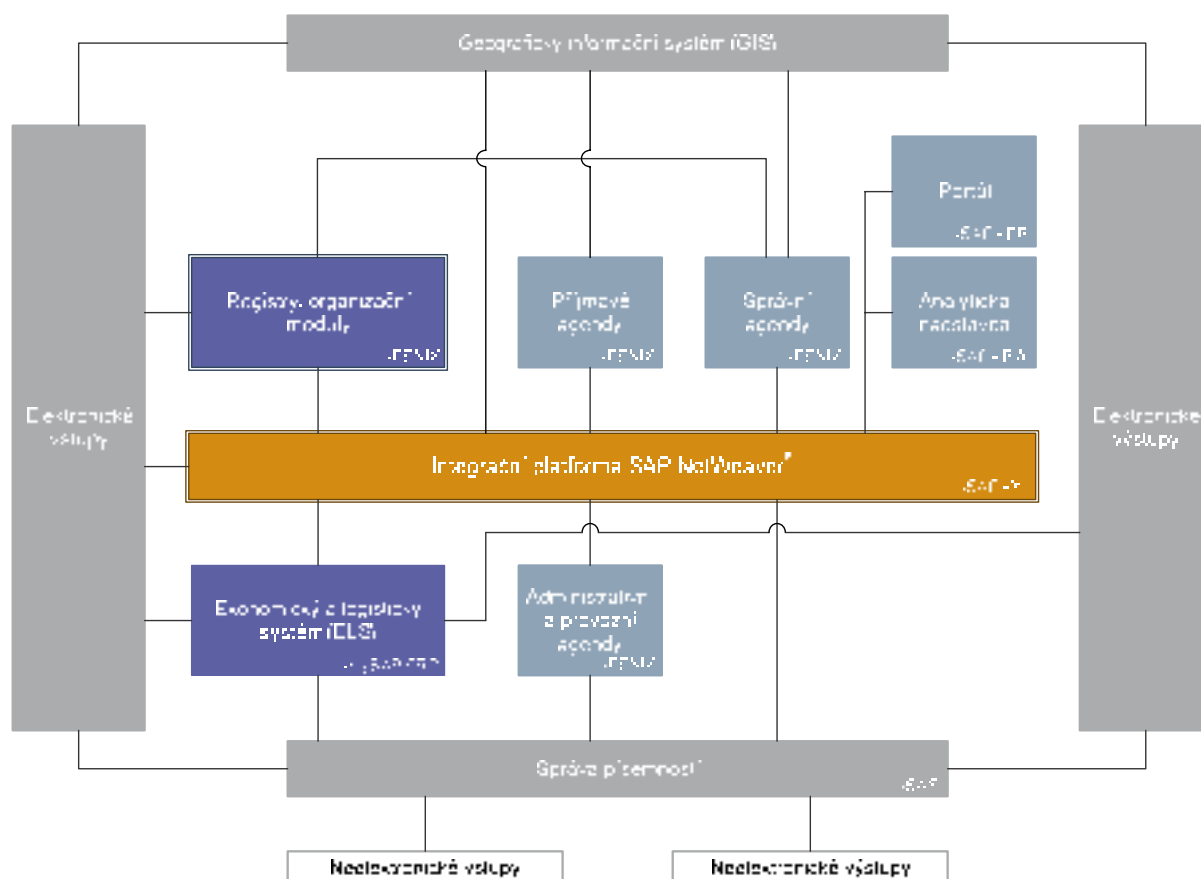 Geografický informační systém (GIS)
Portál
Registry, organizační
moduly
Příjmové
agendy
Správní
agendy
Analytická
nadstavba
Elektronické
vstupy
Elektronické
výstupy
Integrační platforma SAP NetWeaver
Ekonomický a logistický
systém (ELS)
Administrativní
a provozní
agendy
Správa písemností
Neelektronické vstupy
Neelektronické výstupy